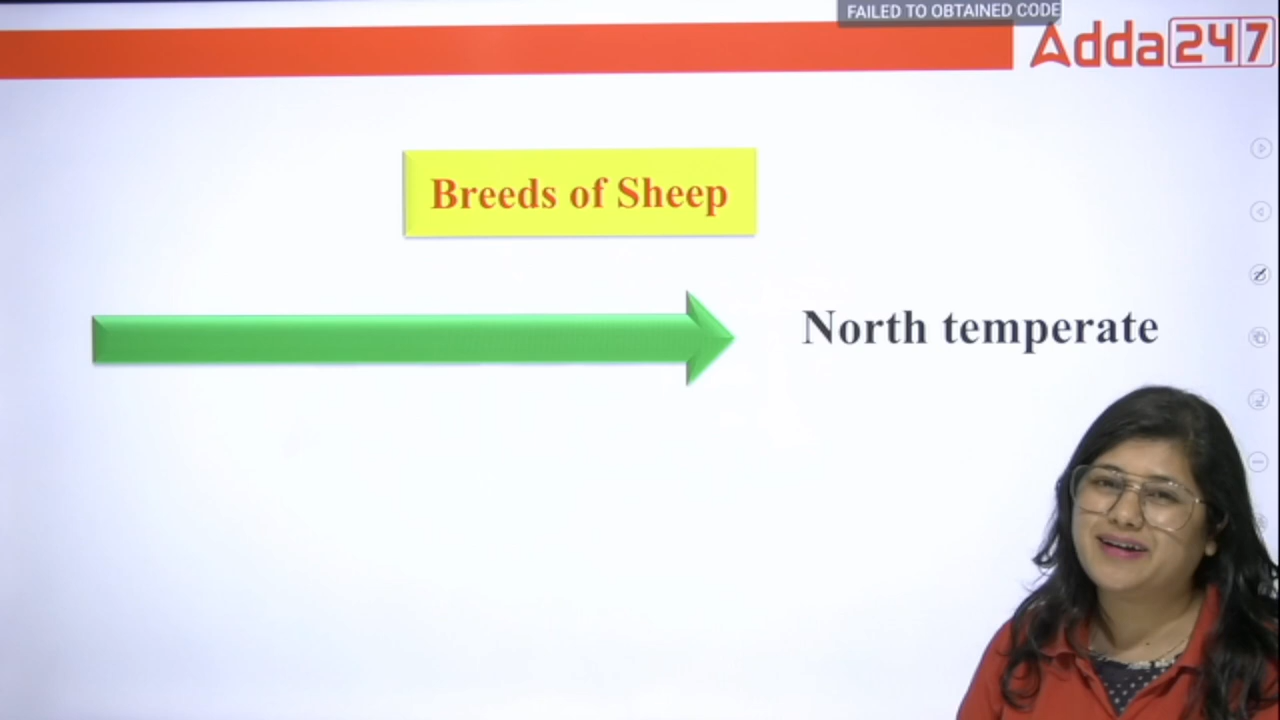 FAILED TO OBTAINED CODE
Adda247
Breeds of Sheep
North temperate